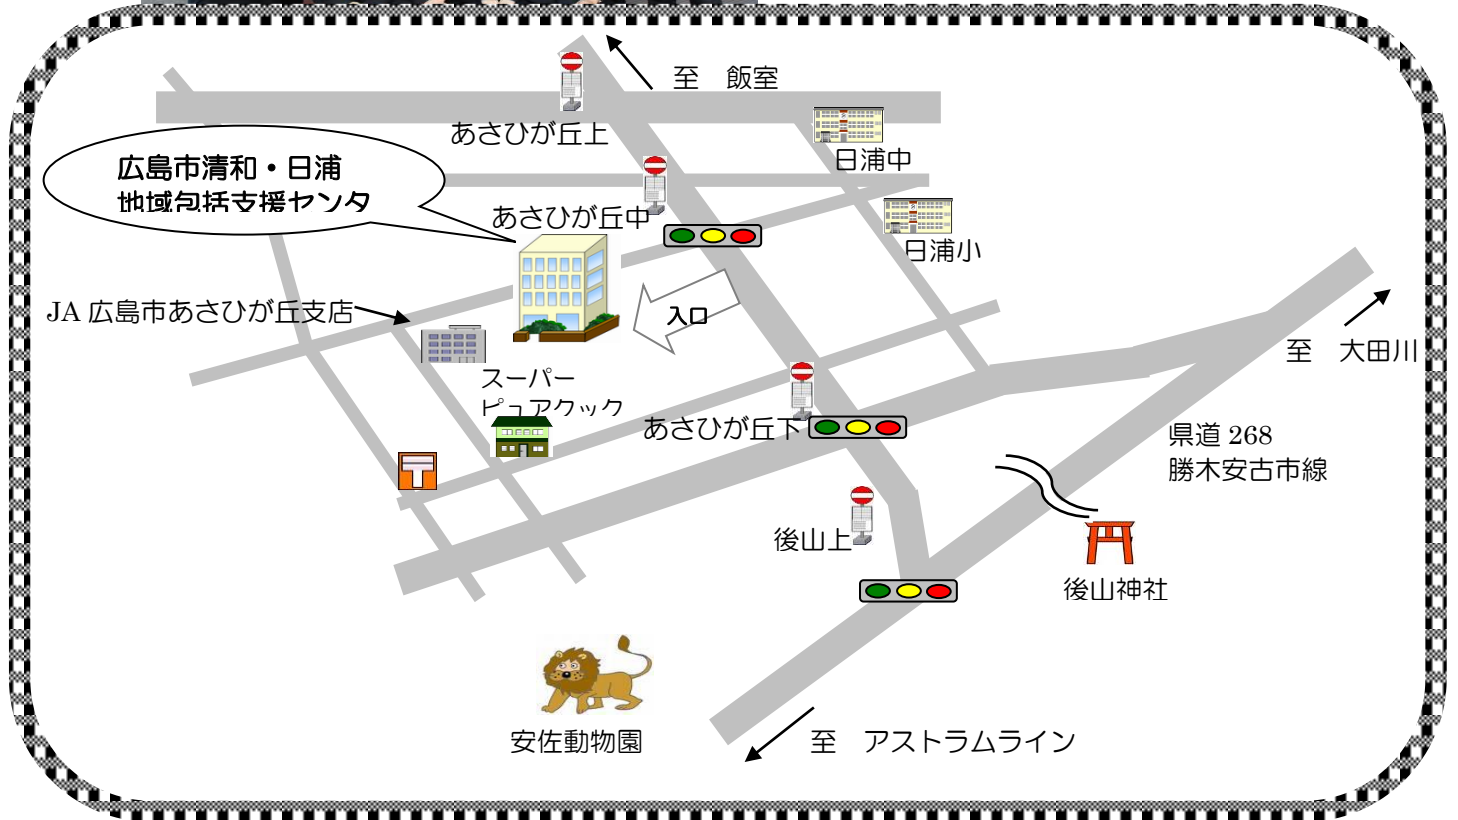 至 飯室
あさひが丘上
日浦中
広島市清和・日浦
地域包括支援センタ
あさひが丘中
日浦小
JA 広島市あさひが丘支店
入口
至 大田川
スーパー
ピュアクック
あさひが丘下
県道 268
勝木安古市線
後山上
後山神社
安佐動物園
至 アストラムライン